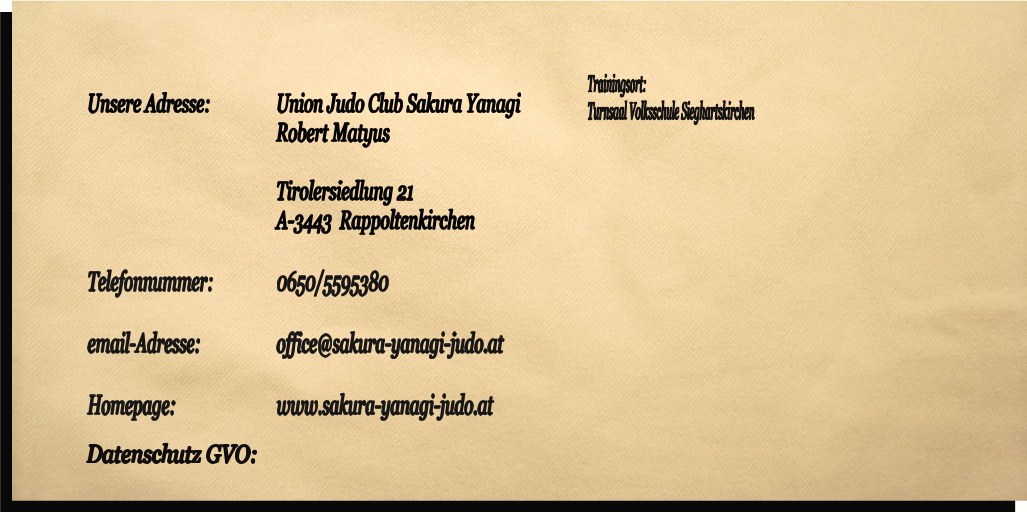 Unsere Adresse: Union Judo Club Sakura Yanagi
Robert Matyus
Tirolersiedlung 21
A-3443 Rappoltenkirchen
Trainingsort:
Turnsaal Volksschule Sieghartskirchen
Telefonnummer: 0650/5595380
email-Adresse: office@sakura-yanagi-judo.at
Homepage: www.sakura-yanagi-judo.at
Datenschutz GVO: